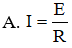 A. I = E/R